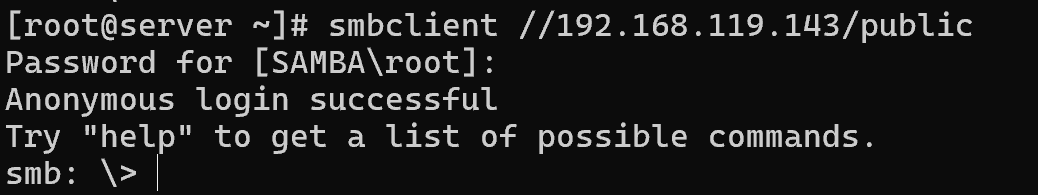 [root@server ~]# smbclient //192.168.119.143/public
Password for [SAMBA\root]:
Anonymous login successful
Try "help" to get a list of possible commands.
smb: \>